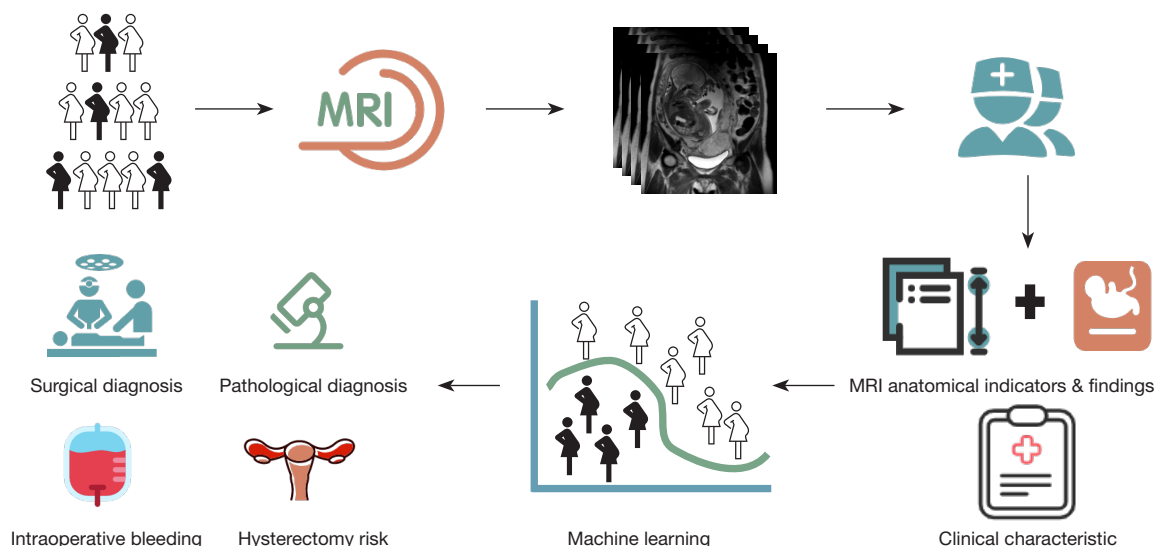 MRI
Surgical diagnosis
Pathological diagnosis
MRI anatomical indicators & findings
Intraoperative bleeding
Hysterectomy risk
Machine learning
Clinical characteristic